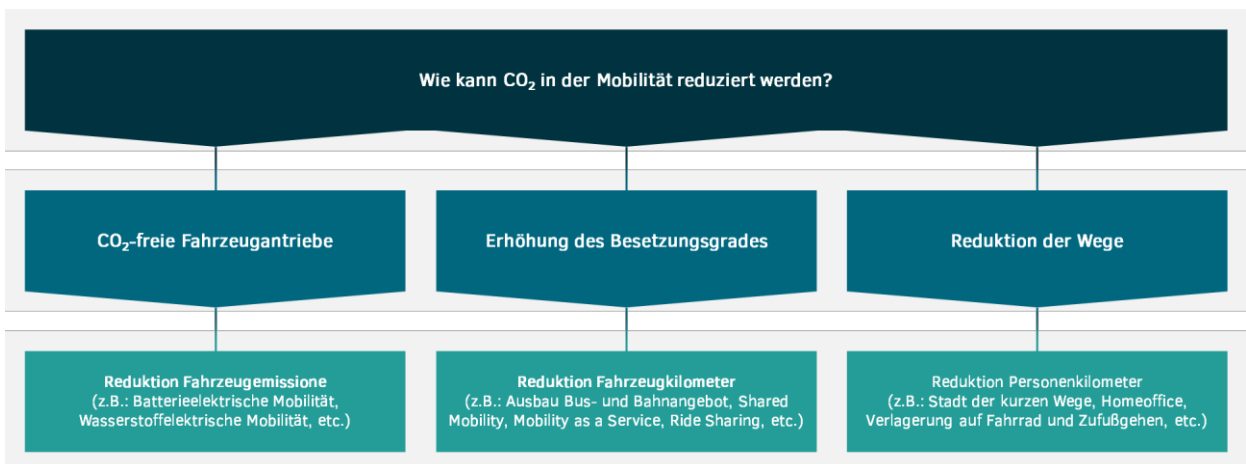 Wie kann CO₂ in der Mobilität reduziert werden?
CO₂-freie Fahrzeugantriebe
Erhöhung des Besetzungsgrades
Reduktion der Wege
Reduktion Fahrzeugemissione
(z.B.: Batterieelektrische Mobilität,
Wasserstoffelektrische Mobilität, etc.)
Reduktion Fahrzeugkilometer
(z.B.: Ausbau Bus- und Bahnangebot, Shared
Mobility, Mobility as a Service, Ride Sharing, etc.)
Reduktion Personenkilometer
(z.B.: Stadt der kurzen Wege, Homeoffice,
Verlagerung auf Fahrrad und Zufußgehen, etc.)